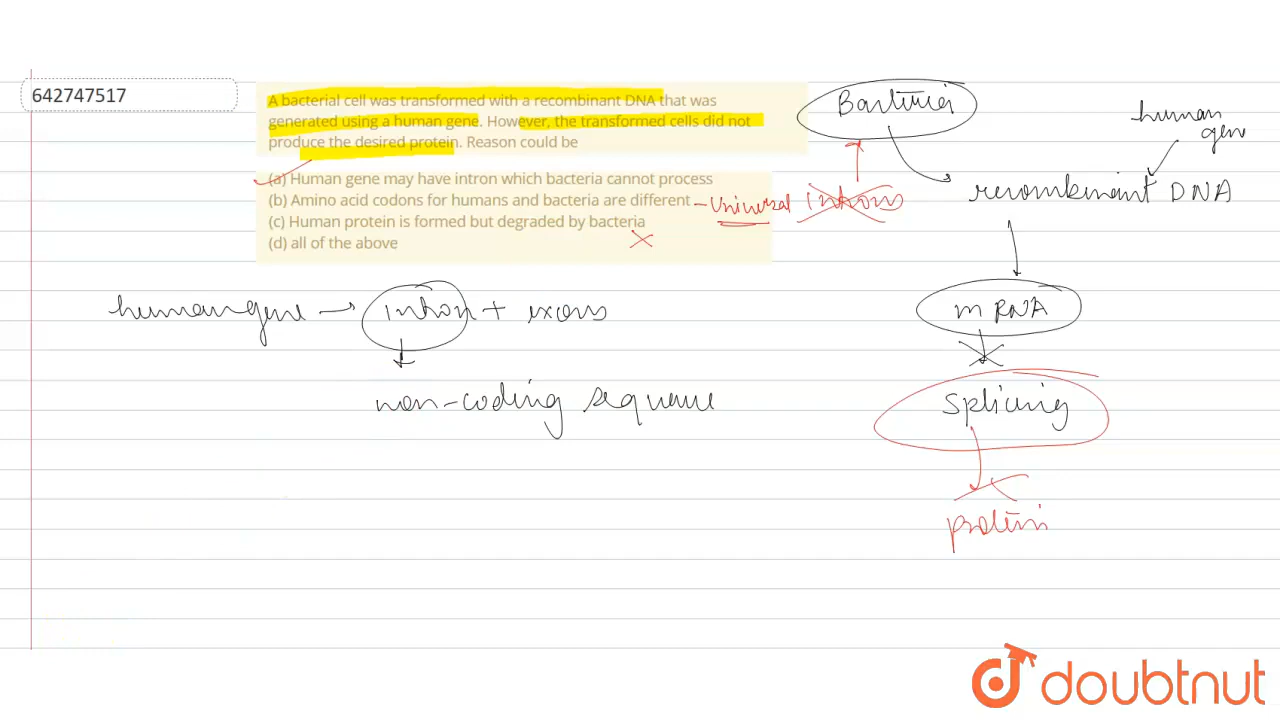 642747517
A bacterial cell was transformed with a recombinant DNA that was
generated using a human gene. However, the transformed cells did not
produce the desired protein. Reason could be
(a) Human gene may have intron which bacteria cannot process
(b) Amino acid codons for humans and bacteria are different
(c) Human protein is formed but degraded by bacteria
(d) all of the above
- Universal introns
Bacteria
human
gene
recombinant DNA
mRNA
Splicing
protein
human gene → intron + exons
non-coding sequence
doubtnut